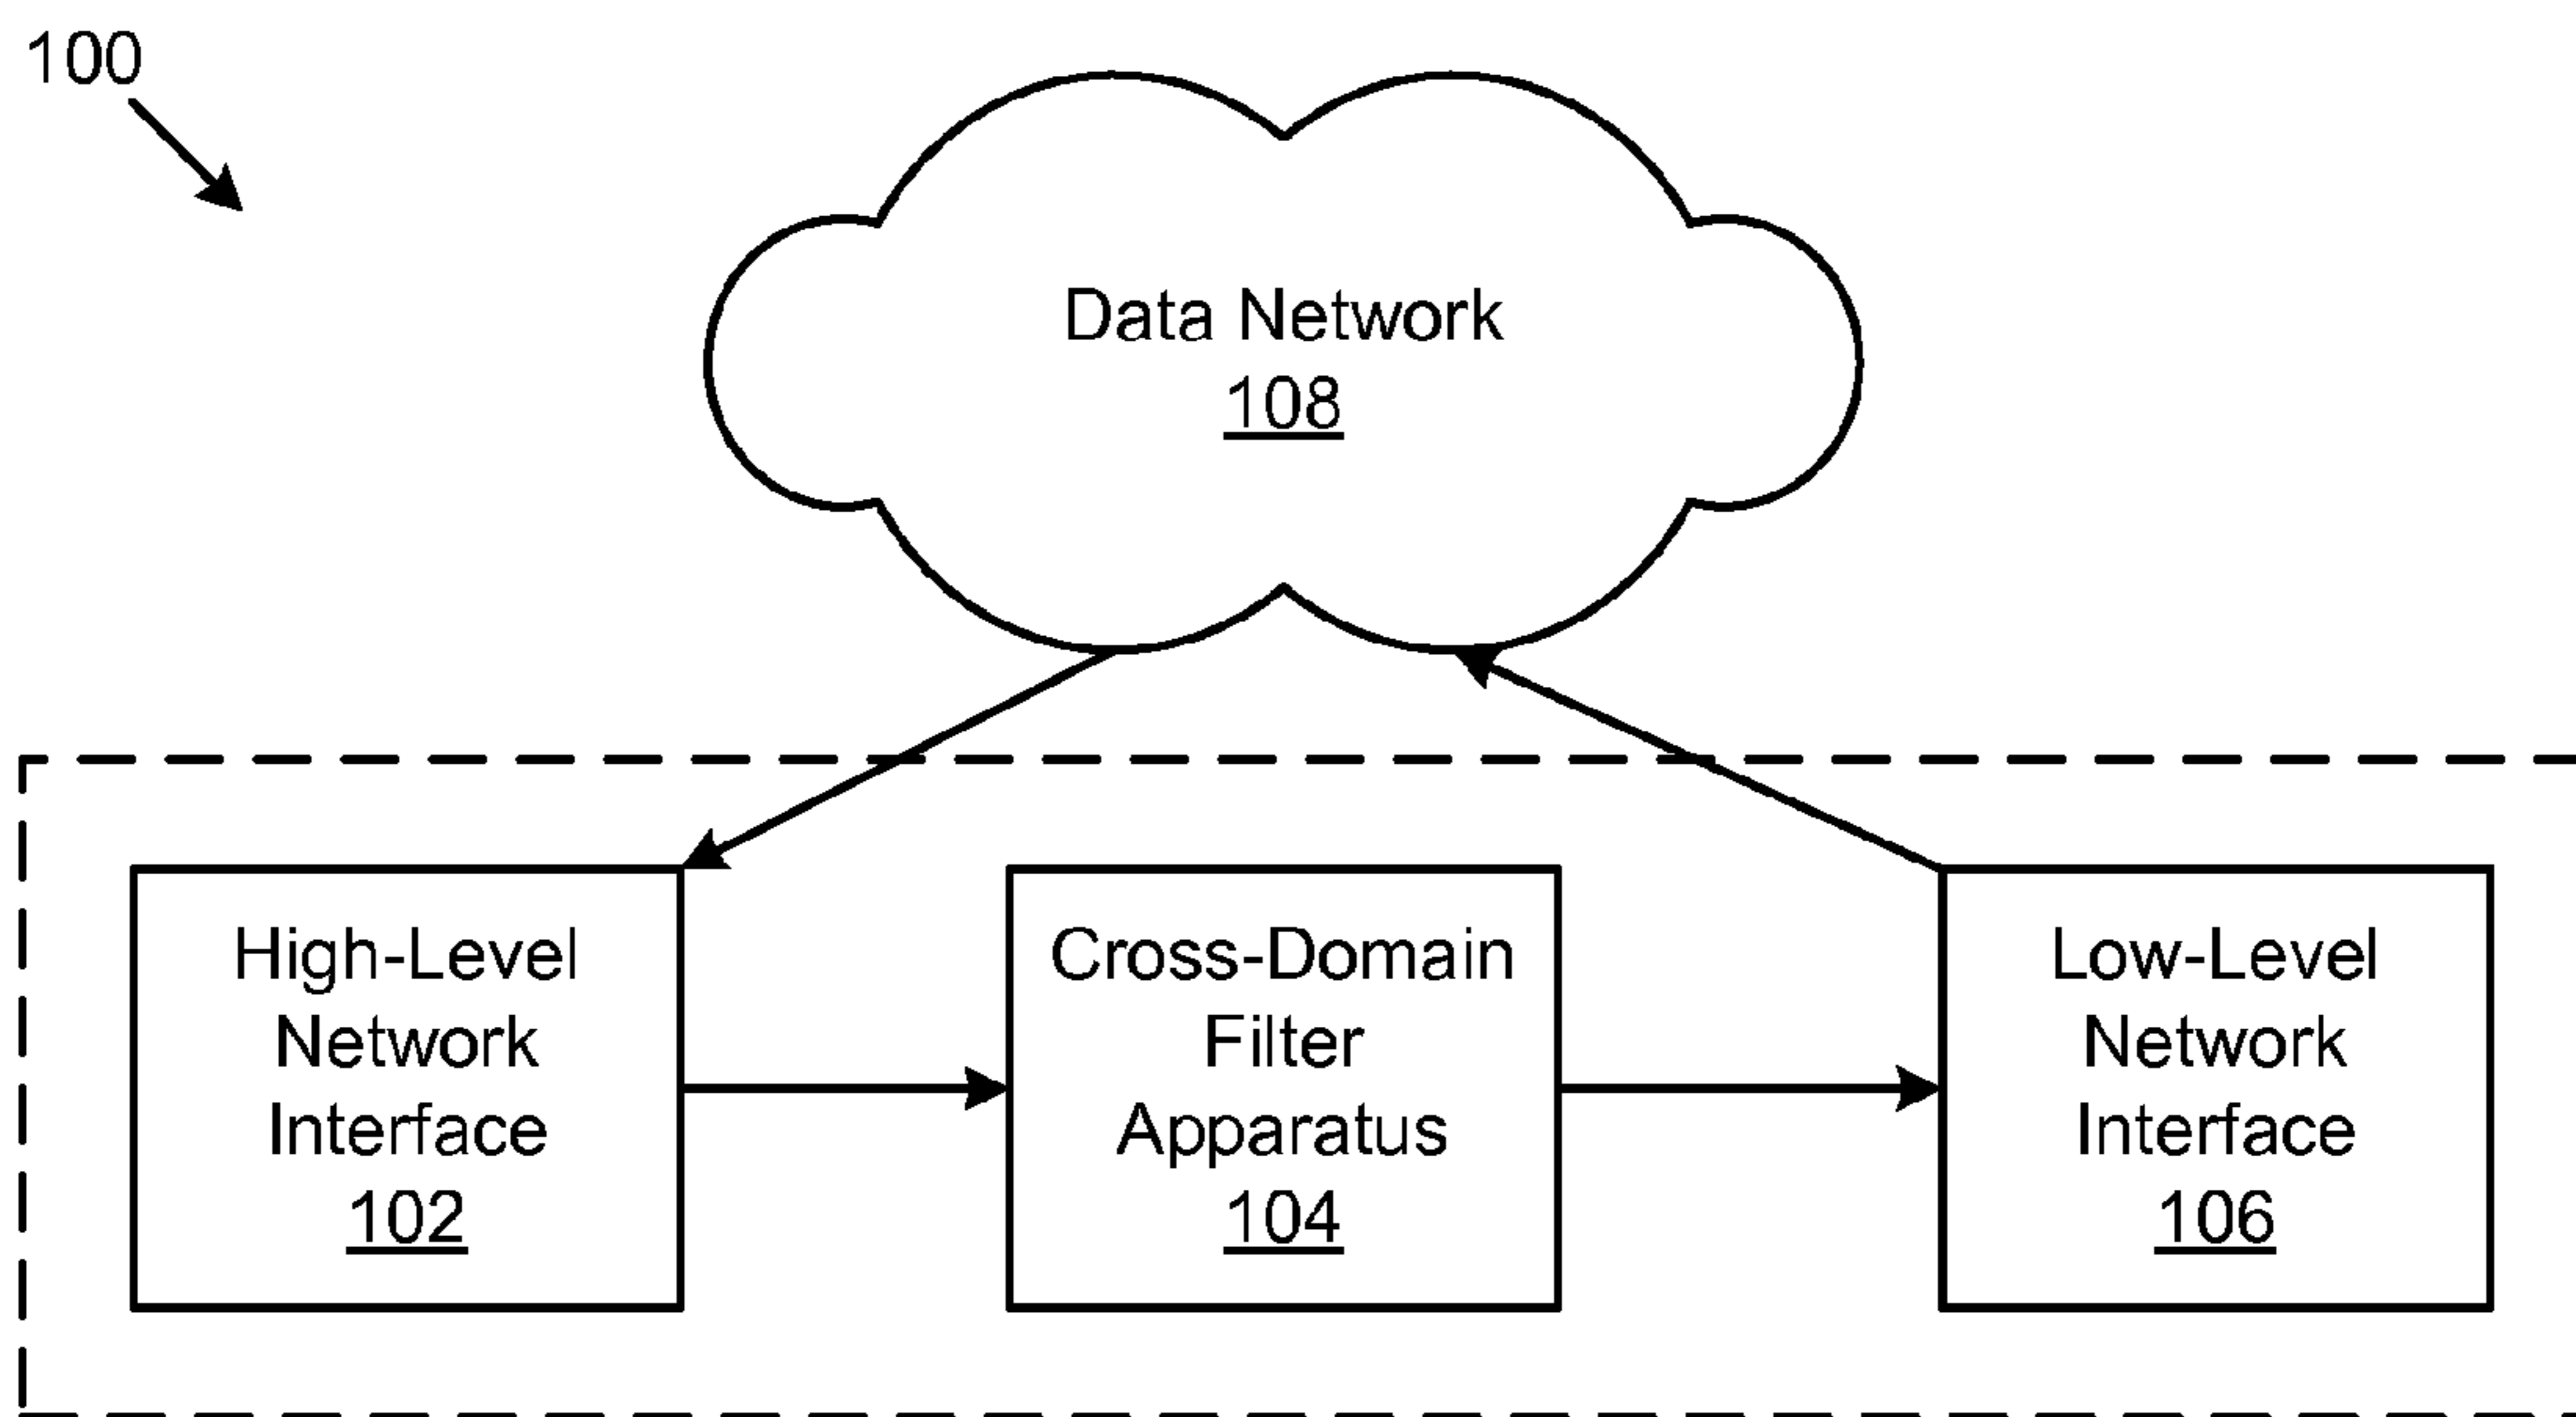 100
Data Network
108
High-Level
Network
Interface
102
Cross-Domain
Filter
Apparatus
104
Low-Level
Network
Interface
106